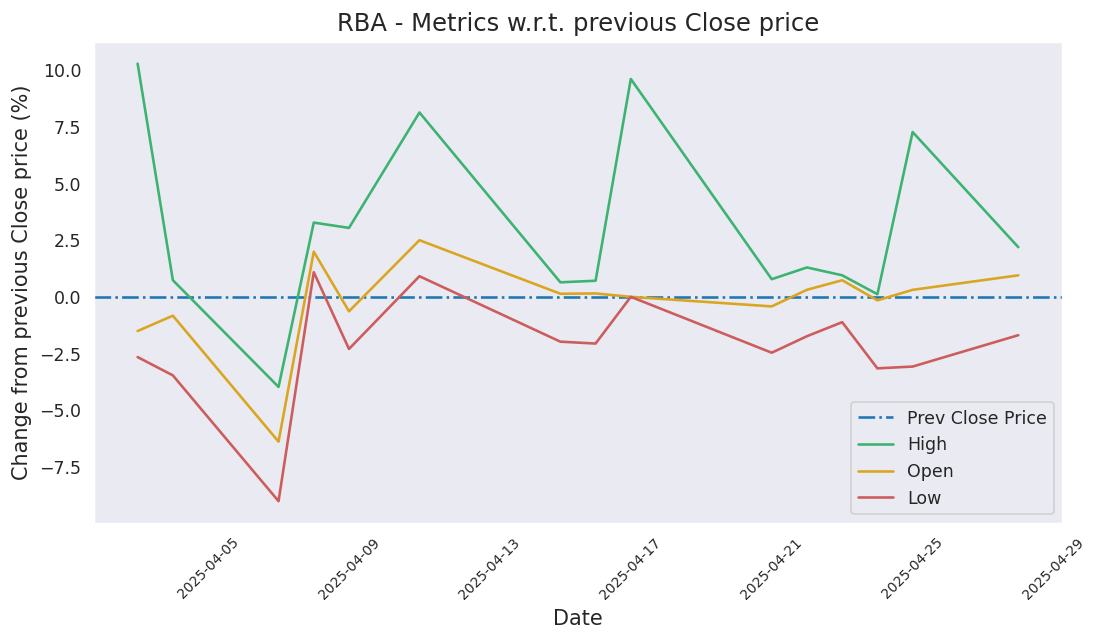 RBA - Metrics w.r.t. previous Close price
Change from previous Close price (%)
10.0
7.5
5.0
2.5
0.0
−2.5
−5.0
−7.5
Prev Close Price
High
Open
Low
2025-04-05
2025-04-09
2025-04-13
2025-04-17
2025-04-21
2025-04-25
2025-04-29
Date